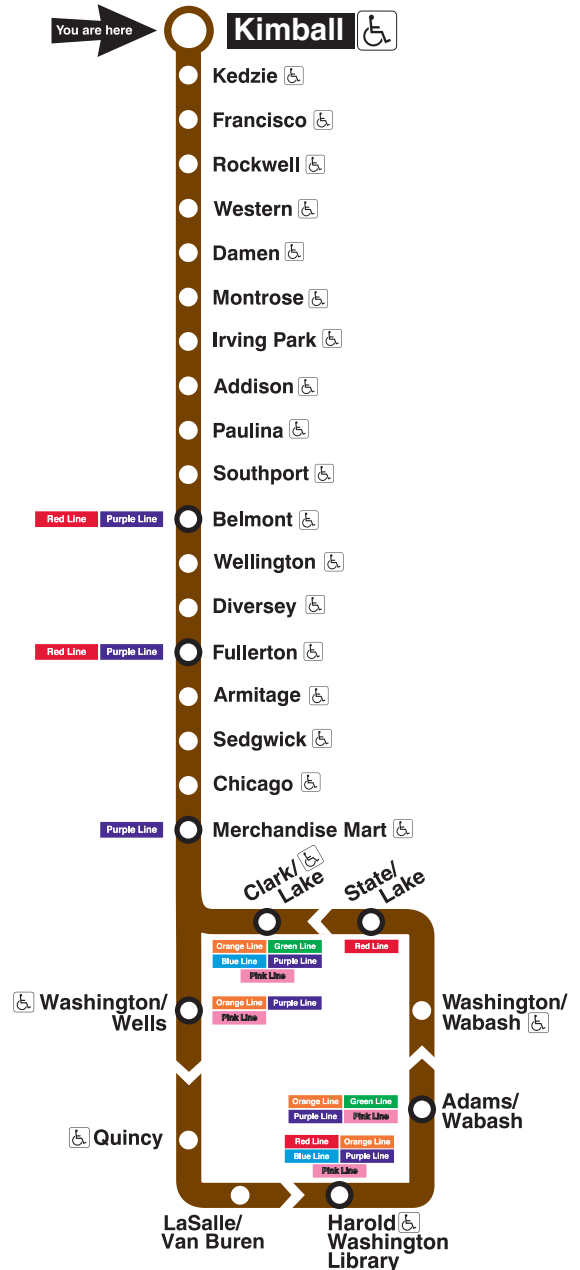 You are here
Kimball
Kedzie
Francisco
Rockwell
Western
Damen
Montrose
Irving Park
Addison
Paulina
Southport
Red Line Purple Line Belmont
Wellington
Diversey
Red Line Purple Line Fullerton
Armitage
Sedgwick
Chicago
Purple Line Merchandise Mart
Clark/
Lake
State/
Lake
Orange Line Green Line
Blue Line Purple Line
Pink Line
Red Line
Washington/
Wells
Orange Line Purple Line
Pink Line
Washington/
Wabash
Orange Line Green Line
Purple Line Pink Line
Adams/
Wabash
Quincy
Red Line Orange Line
Blue Line Purple Line
Pink Line
LaSalle/
Van Buren
Harold
Washington
Library